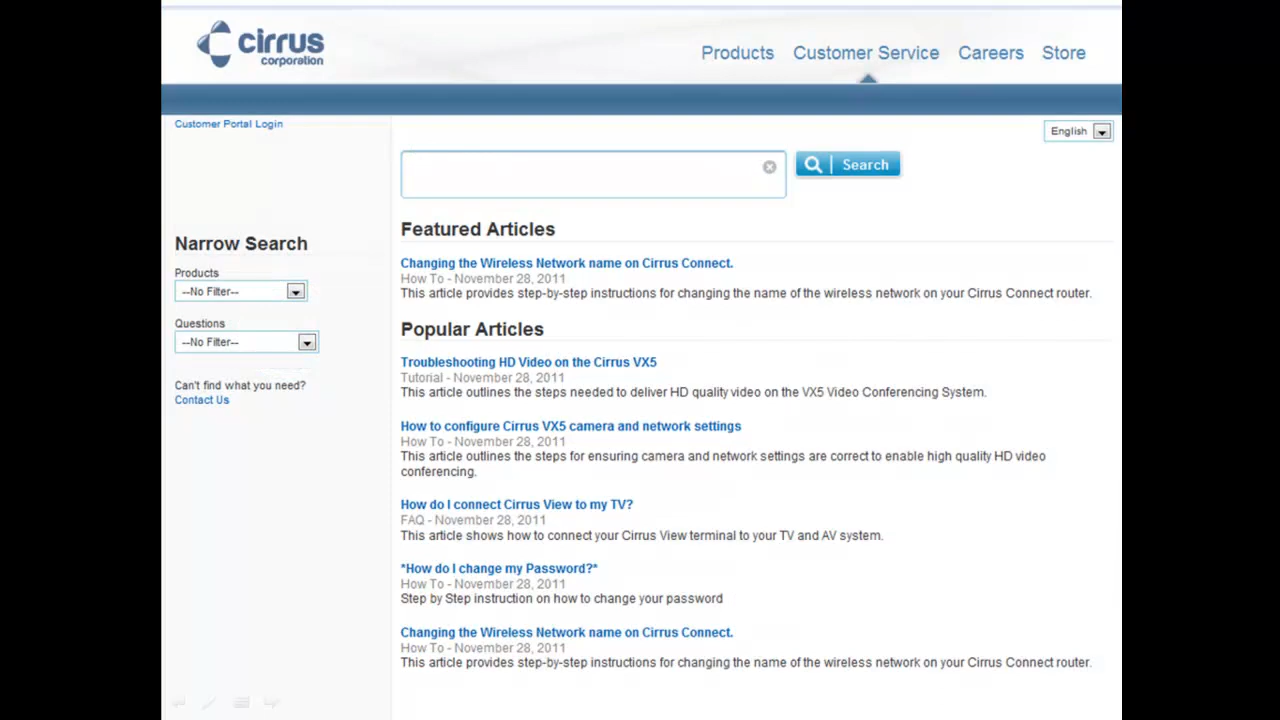 cirrus
corporation
Products Customer Service Careers Store
Customer Portal Login
English
Search
Narrow Search
Products
--No Filter--
Questions
--No Filter--
Can't find what you need?
Contact Us
Featured Articles
Changing the Wireless Network name on Cirrus Connect.
How To - November 28, 2011
This article provides step-by-step instructions for changing the name of the wireless network on your Cirrus Connect router.
Popular Articles
Troubleshooting HD Video on the Cirrus VX5
Tutorial - November 28, 2011
This article outlines the steps needed to deliver HD quality video on the VX5 Video Conferencing System.
How to configure Cirrus VX5 camera and network settings
How To - November 28, 2011
This article outlines the steps for ensuring camera and network settings are correct to enable high quality HD video
conferencing.
How do I connect Cirrus View to my TV?
FAQ - November 28, 2011
This article shows how to connect your Cirrus View terminal to your TV and AV system.
*How do I change my Password?*
How To - November 28, 2011
Step by Step instruction on how to change your password
Changing the Wireless Network name on Cirrus Connect.
How To - November 28, 2011
This article provides step-by-step instructions for changing the name of the wireless network on your Cirrus Connect router.